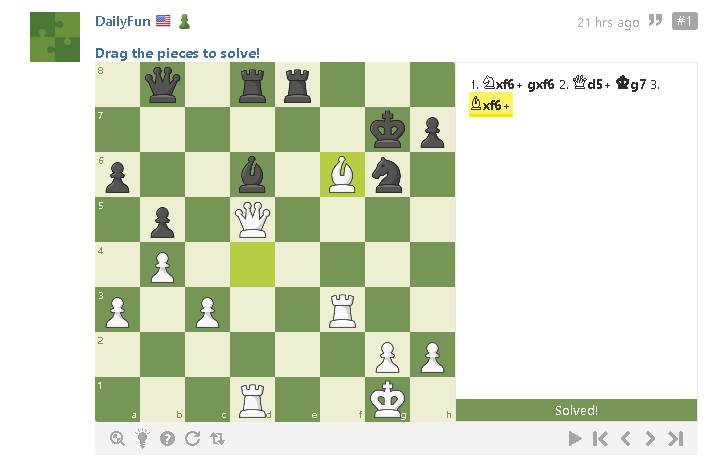 DailyFun
21 hrs ago #1
Drag the pieces to solve!
1. ♘xf6+ gxf6 2. ♕d5+ ♚g7 3.
♗xf6+
8
7
6
5
4
3
2
1
a b c d e f g h
Solved!